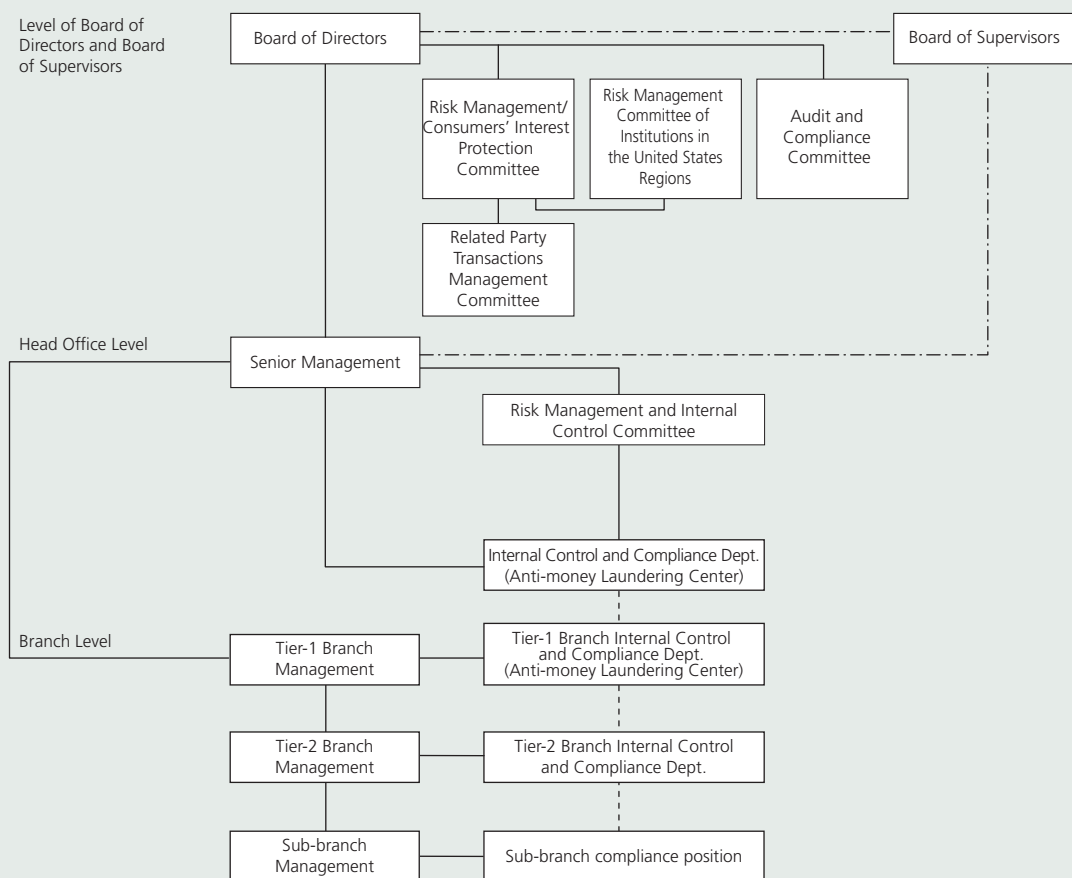 Level of Board of
Directors and Board
of Supervisors
Board of Directors
Board of Supervisors
Risk Management/
Consumers’ Interest
Protection
Committee
Risk Management
Committee of
Institutions in
the United States
Regions
Audit and
Compliance
Committee
Related Party
Transactions
Management
Committee
Head Office Level
Senior Management
Risk Management and Internal
Control Committee
Internal Control and Compliance Dept.
(Anti-money Laundering Center)
Branch Level
Tier-1 Branch
Management
Tier-1 Branch Internal Control
and Compliance Dept.
(Anti-money Laundering Center)
Tier-2 Branch
Management
Tier-2 Branch Internal Control
and Compliance Dept.
Sub-branch
Management
Sub-branch compliance position